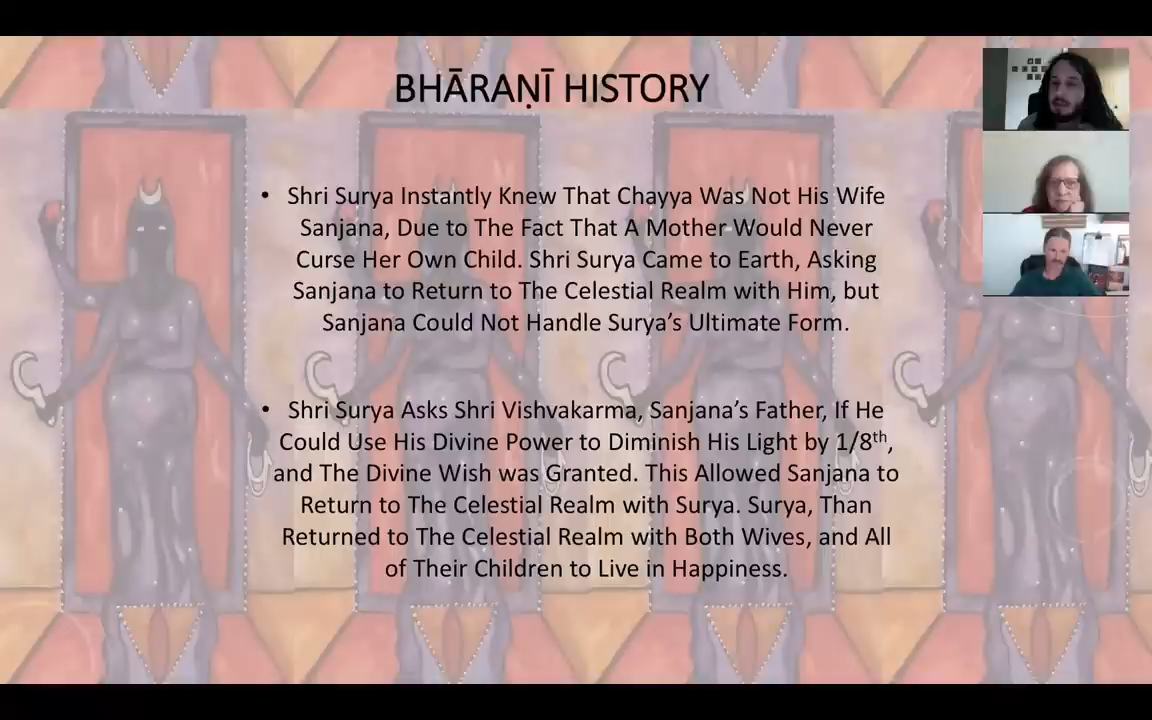 BHĀRAṆĪ HISTORY
• Shri Surya Instantly Knew That Chayya Was Not His Wife
Sanjana, Due to The Fact That A Mother Would Never
Curse Her Own Child. Shri Surya Came to Earth, Asking
Sanjana to Return to The Celestial Realm with Him, but
Sanjana Could Not Handle Surya’s Ultimate Form.
• Shri Surya Asks Shri Vishvakarma, Sanjana’s Father, If He
Could Use His Divine Power to Diminish His Light by 1/8th,
and The Divine Wish was Granted. This Allowed Sanjana to
Return to The Celestial Realm with Surya. Surya, Than
Returned to The Celestial Realm with Both Wives, and All
of Their Children to Live in Happiness.